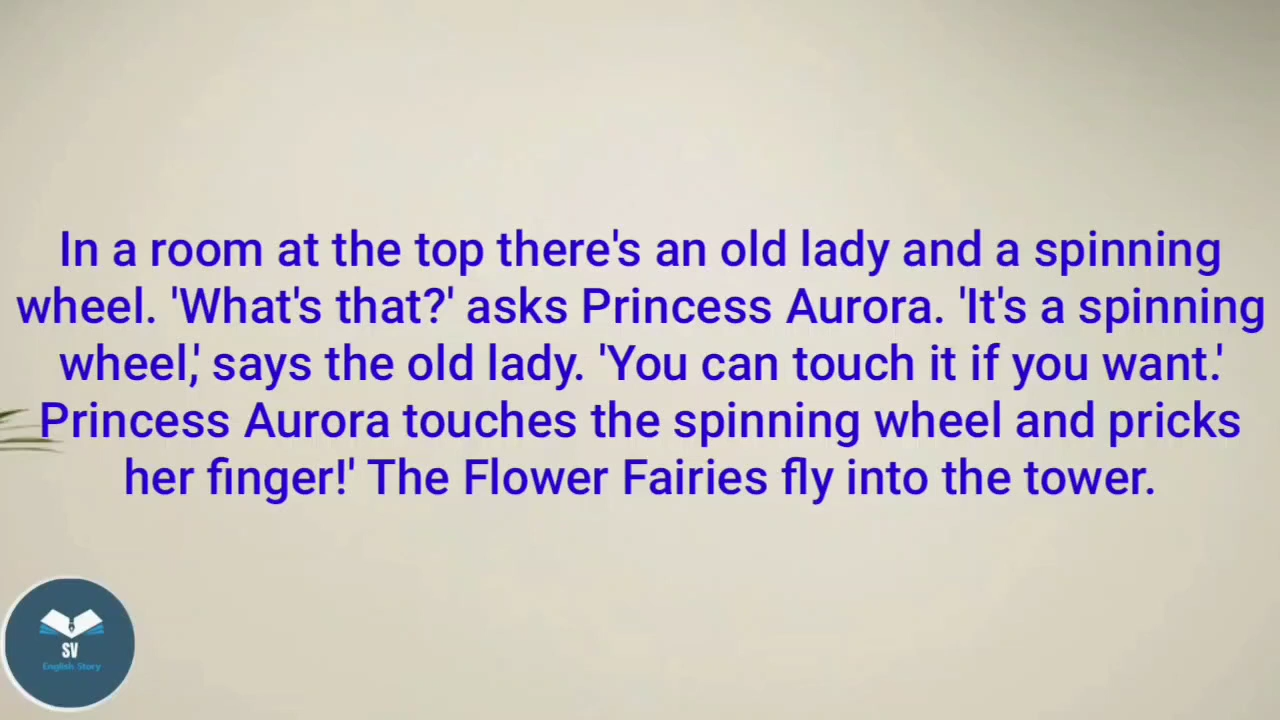 In a room at the top there's an old lady and a spinning
wheel. 'What's that?' asks Princess Aurora. 'It's a spinning
wheel,' says the old lady. 'You can touch it if you want.'
Princess Aurora touches the spinning wheel and pricks
her finger!' The Flower Fairies fly into the tower.
SV
English Story